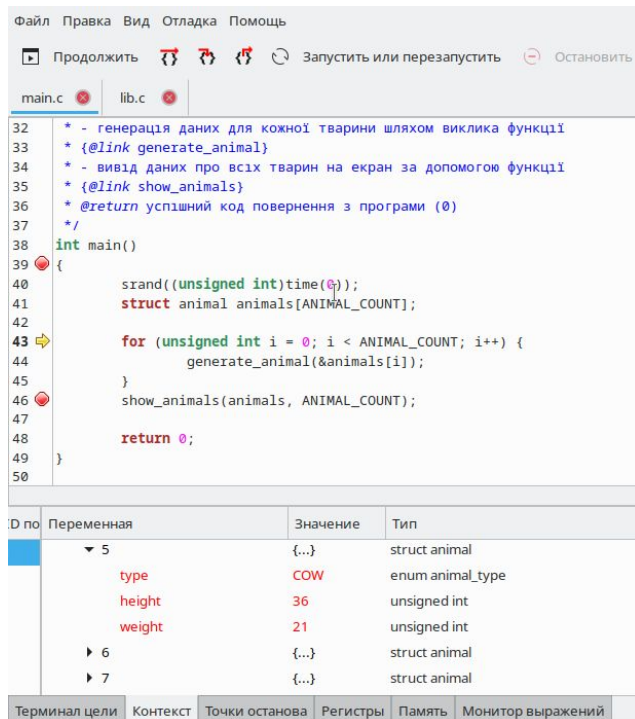 Файл Правка Вид Отладка Помощь
Продолжить Запустить или перезапустить Остановить
main.c lib.c
32 * - генерація даних для кожної тварини шляхом виклика функції
33 * {@link generate_animal}
34 * - вивід даних про всіх тварин на екран за допомогою функції
35 * {@link show_animals}
36 * @return успішний код повернення з програми (0)
37 */
38 int main()
39 {
40 srand((unsigned int)time(0));
41 struct animal animals[ANIMAL_COUNT];
42
43 for (unsigned int i = 0; i < ANIMAL_COUNT; i++) {
44 generate_animal(&animals[i]);
45 }
46 show_animals(animals, ANIMAL_COUNT);
47
48 return 0;
49 }
50
D по Переменная Значение Тип
5 {...} struct animal
type COW enum animal_type
height 36 unsigned int
weight 21 unsigned int
6 {...} struct animal
7 {...} struct animal
Терминал цели Контекст Точки останова Регистры Память Монитор выражений